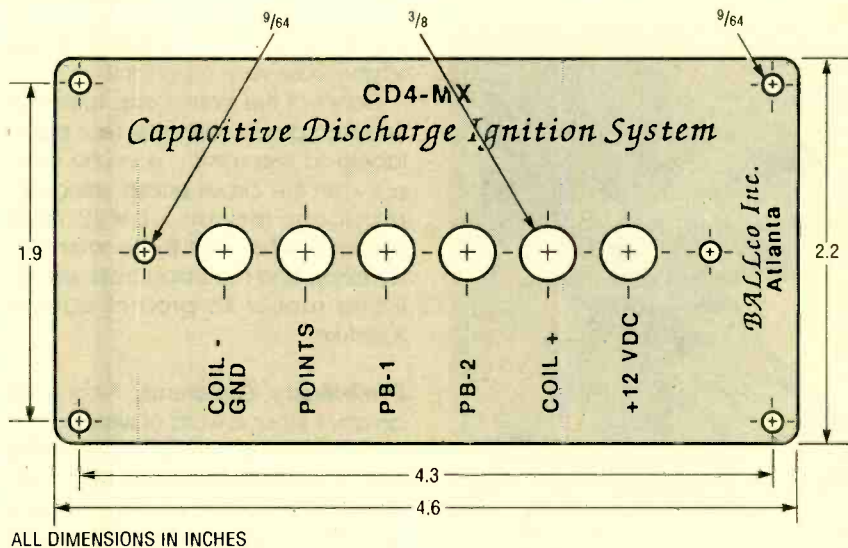 9/64
3/8
9/64
CD4-MX
Capacitive Discharge Ignition System
1.9
2.2
BALLco Inc.
Atlanta
COIL -
GND
POINTS
PB-1
PB-2
COIL +
+12 VDC
4.3
4.6
ALL DIMENSIONS IN INCHES